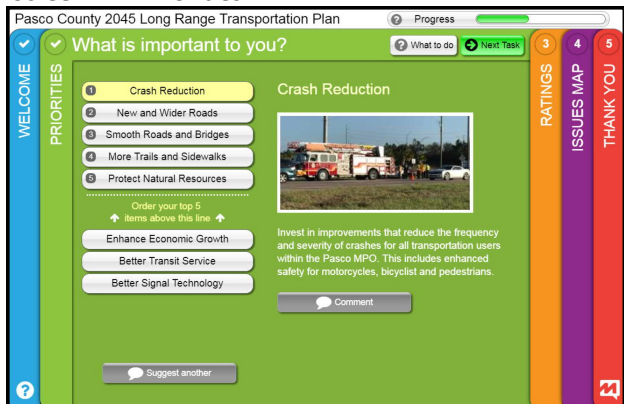 Pasco County 2045 Long Range Transportation Plan
? Progress
What is important to you?
? What to do
Next Task
3
4
5
WELCOME
PRIORITIES
RATINGS
ISSUES MAP
THANK YOU
1 Crash Reduction
2 New and Wider Roads
3 Smooth Roads and Bridges
4 More Trails and Sidewalks
5 Protect Natural Resources
Order your top 5
items above this line
Enhance Economic Growth
Better Transit Service
Better Signal Technology
Suggest another
Crash Reduction
Invest in improvements that reduce the frequency
and severity of crashes for all transportation users
within the Pasco MPO. This includes enhanced
safety for motorcycles, bicyclist and pedestrians.
Comment
?